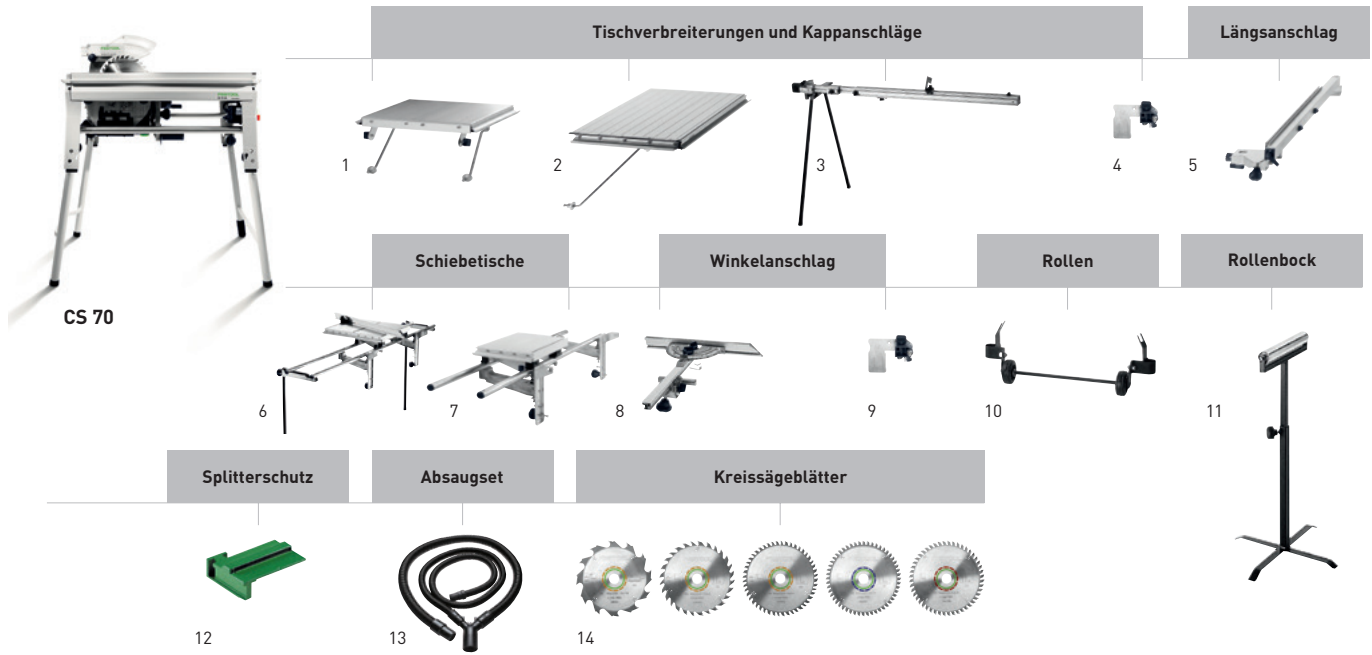 Tischverbreiterungen und Kappanschläge
Längsanschlag
1
2
3
4
5
CS 70
Schiebetische
Winkelanschlag
Rollen
Rollenbock
6
7
8
9
10
11
Splitterschutz
Absaugset
Kreissägeblätter
12
13
14